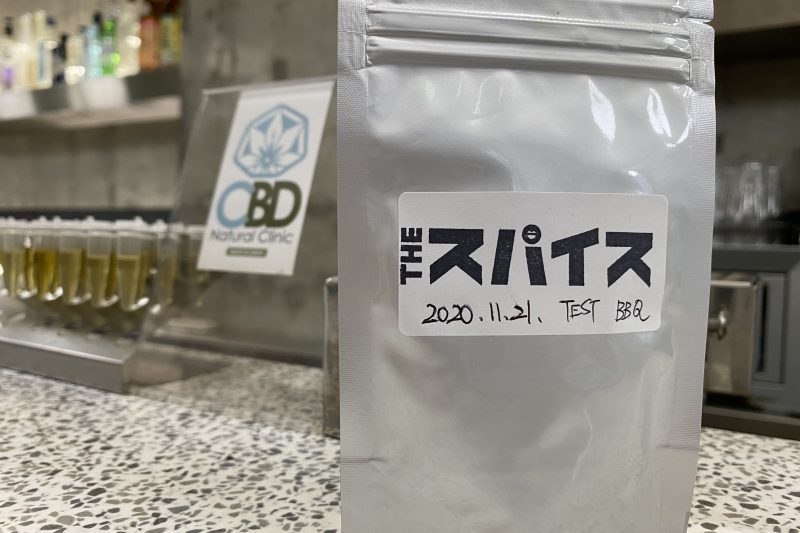 CBD
Natural Clinic
THE スパイス
2020.11.21. TEST BBQ